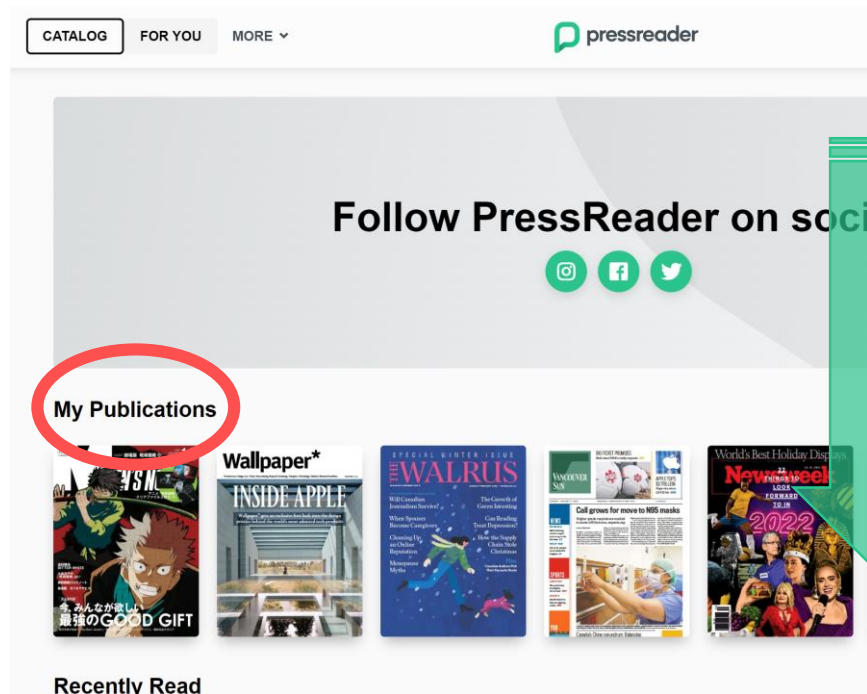 CATALOG FOR YOU MORE
pressreader
Follow PressReader on soci
My Publications
Wallpaper*
INSIDE APPLE
SPECIAL WINTER ISSUE
THE WALRUS
Will Canadian
Journalism Survive?
When Spouses
Become Caregivers
Cleaning Up
an Online
Reputation
Menopause
Myths
The Growth of
Green Investing
Can Reading
Treat Depression?
How the Supply
Chain Stole
Christmas
VANCOUVER
SUN
Call grows for move to N95 masks
NEWS
SPORTS
World's Best Holiday Displays
Newsweek
22
THINGS TO
LOOK
FORWARD
TO IN
2022
今、みんなが欲しい
最強のGOOD GIFT
Recently Read